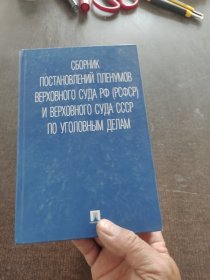 СБОРНИК
ПОСТАНОВЛЕНИЙ ПЛЕНУМОВ
ВЕРХОВНОГО СУДА РФ (РСФСР)
И ВЕРХОВНОГО СУДА СССР
ПО УГОЛОВНЫМ ДЕЛАМ